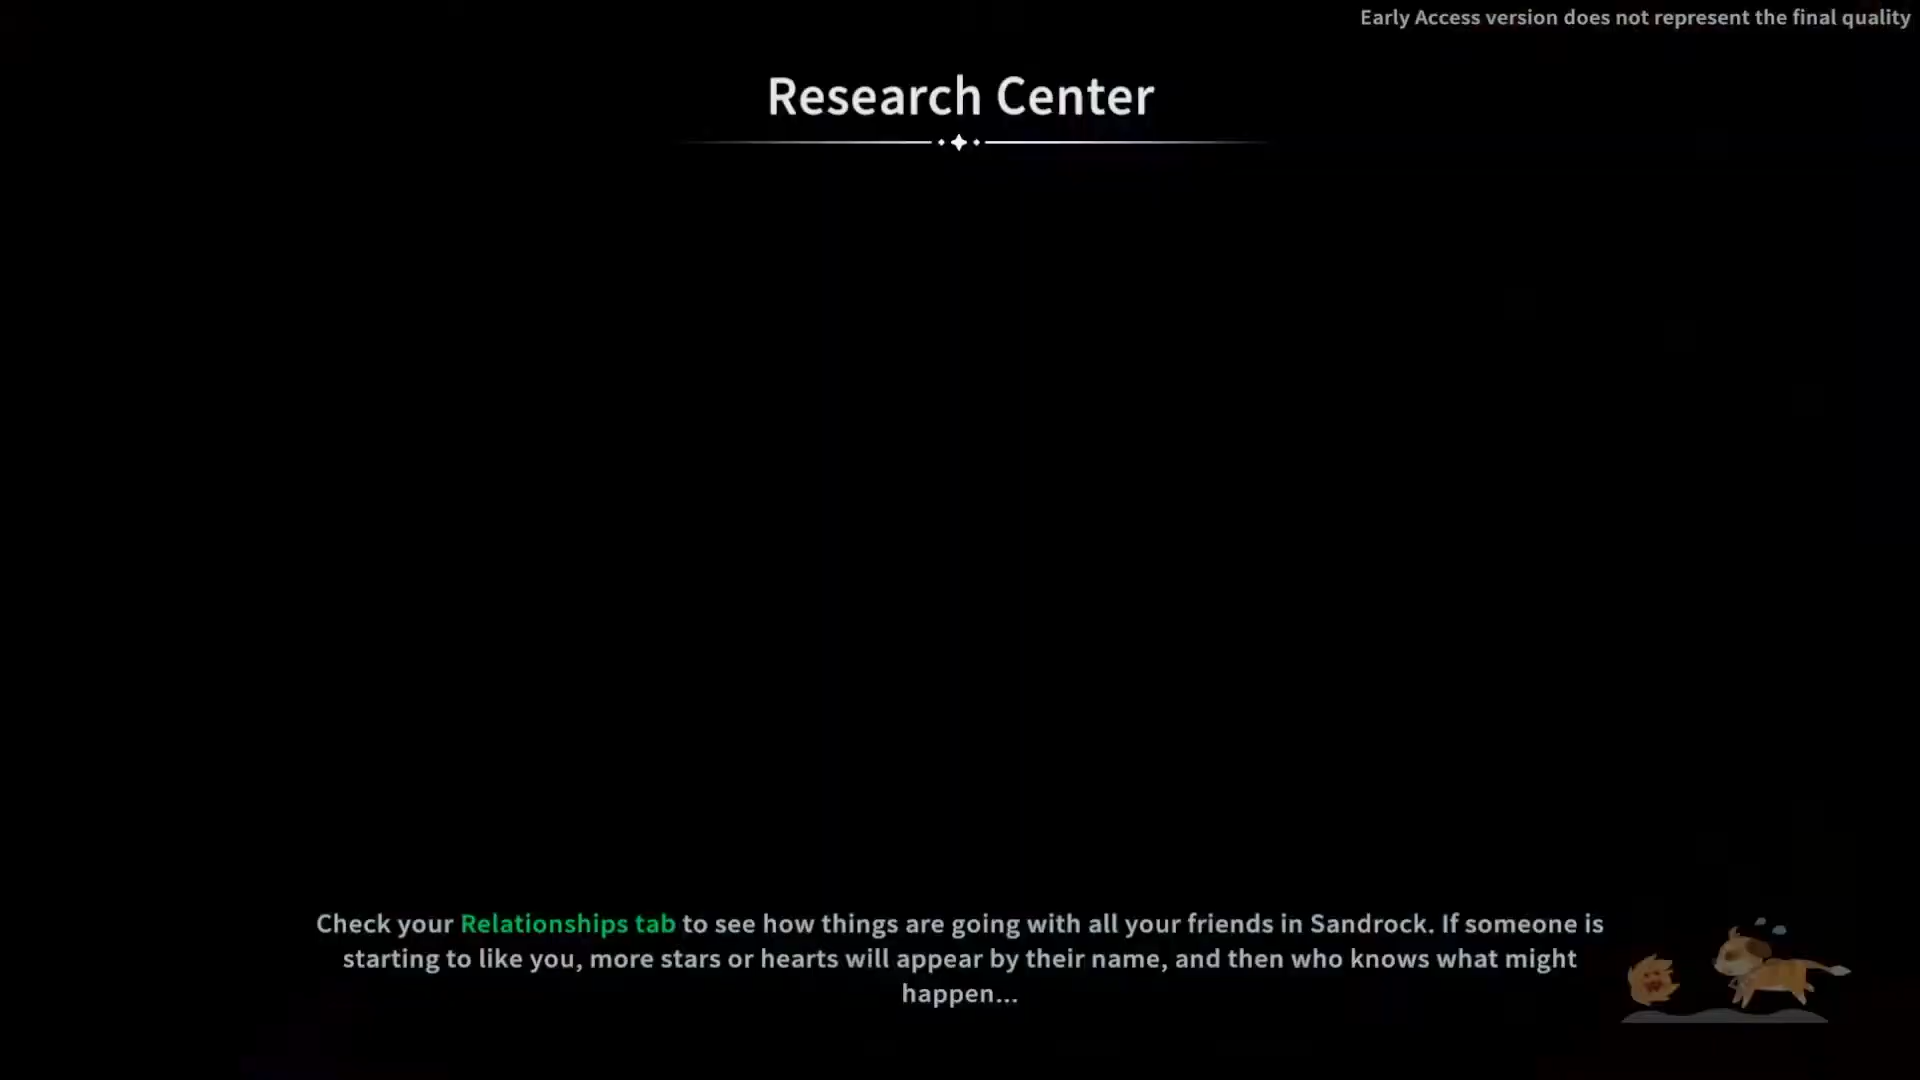 Early Access version does not represent the final quality
Research Center
Check your Relationships tab to see how things are going with all your friends in Sandrock. If someone is
starting to like you, more stars or hearts will appear by their name, and then who knows what might
happen...